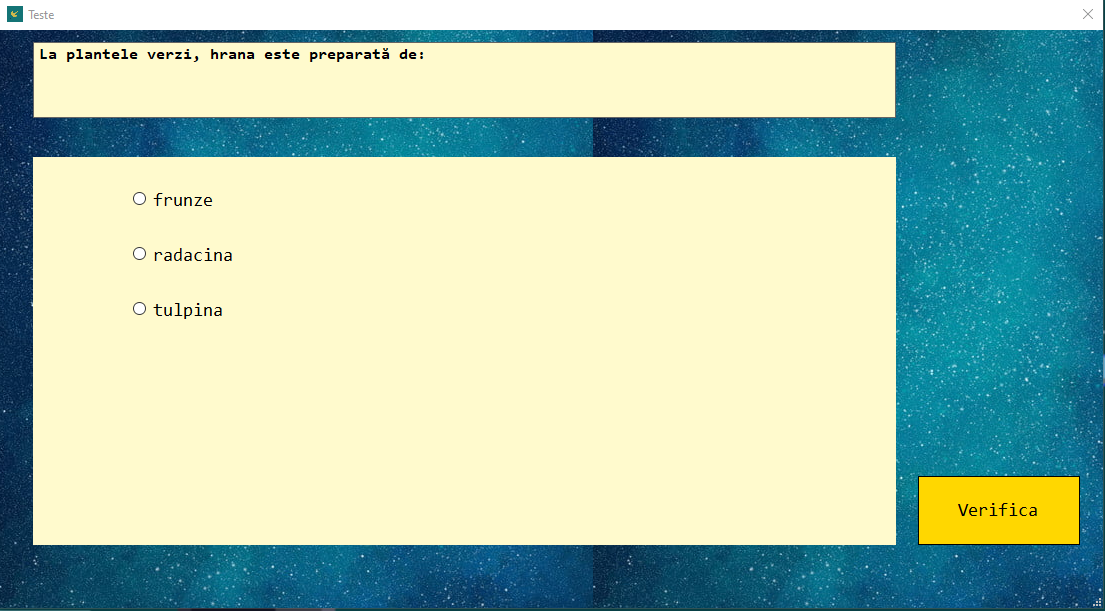 Teste
La plantele verzi, hrana este preparată de:
frunze
radacina
tulpina
Verifica